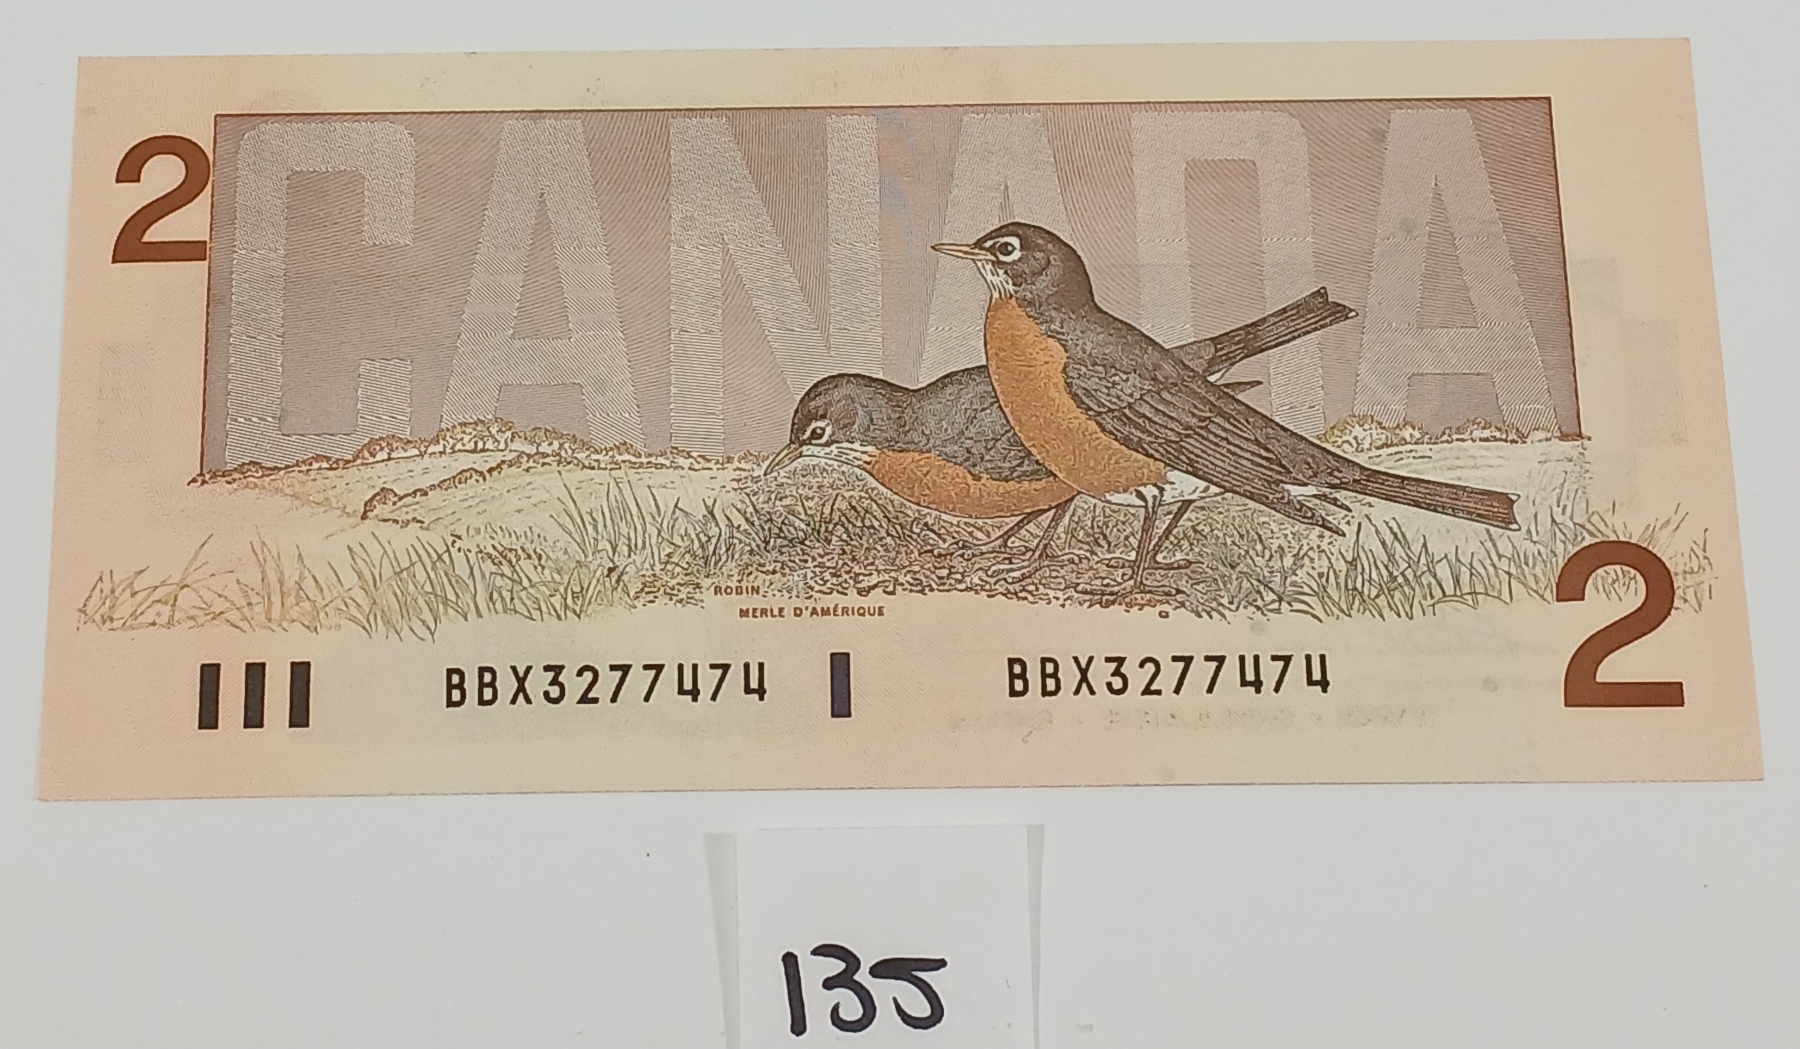 2
CANADA
ROBIN
MERLE D'AMÉRIQUE
2
BBX3277474 BBX3277474
135